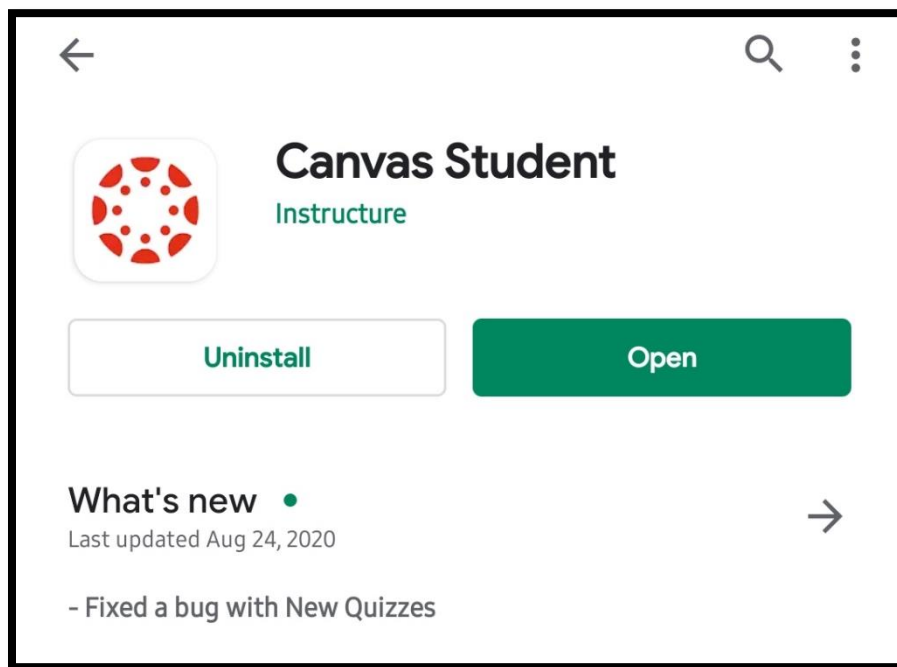 Canvas Student
Instructure
Uninstall
Open
What's new
Last updated Aug 24, 2020
- Fixed a bug with New Quizzes